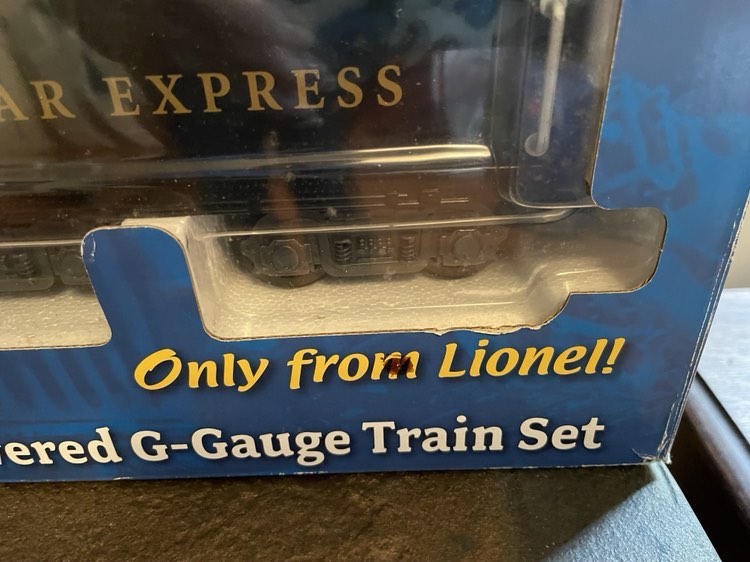 AR EXPRESS
Only from Lionel!
ered G-Gauge Train Set